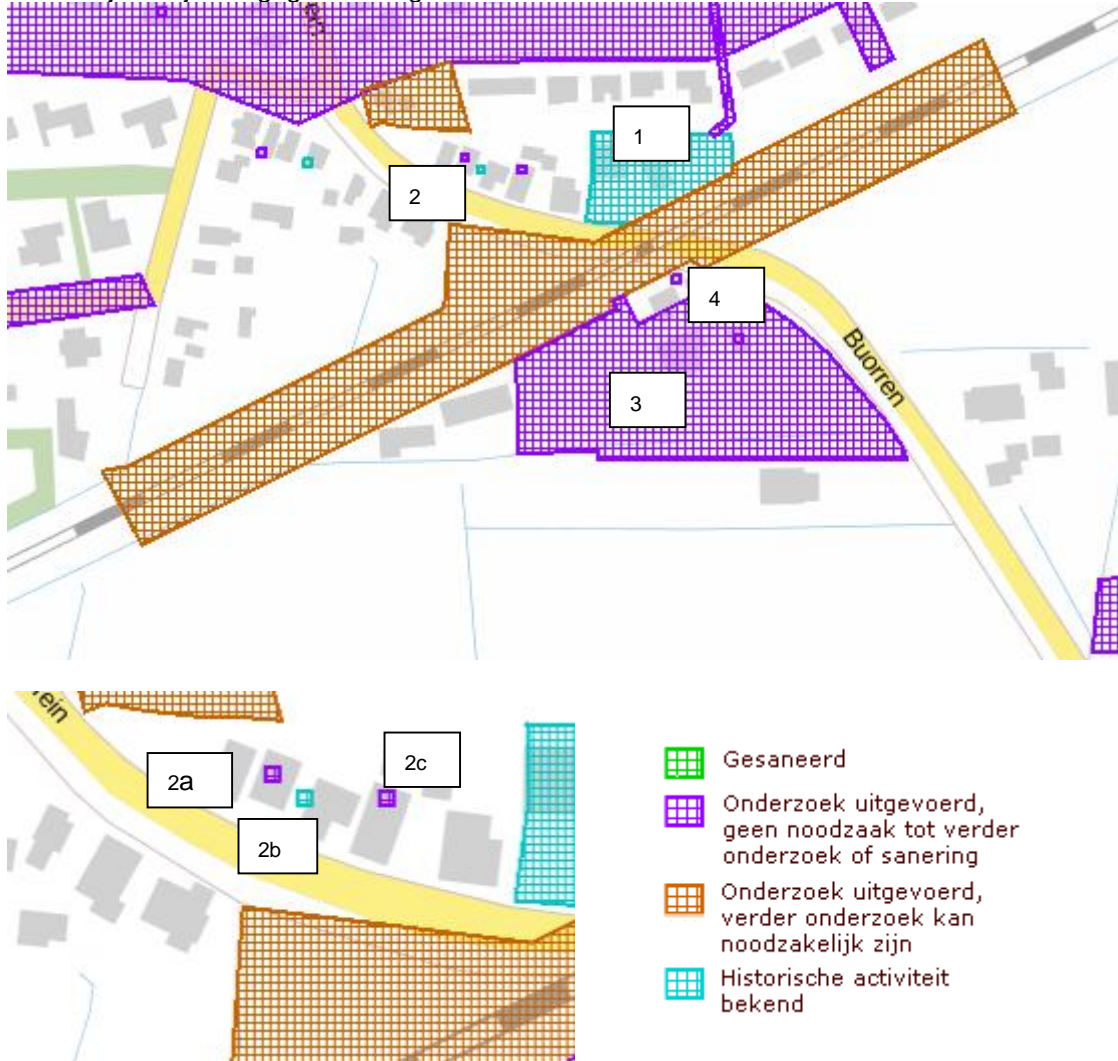 1
2
4
Buorren
3
2a
2c
2b
Gesaneerd
Onderzoek uitgevoerd,
geen noodzaak tot verder
onderzoek of sanering
Onderzoek uitgevoerd,
verder onderzoek kan
noodzakelijk zijn
Historische activiteit
bekend